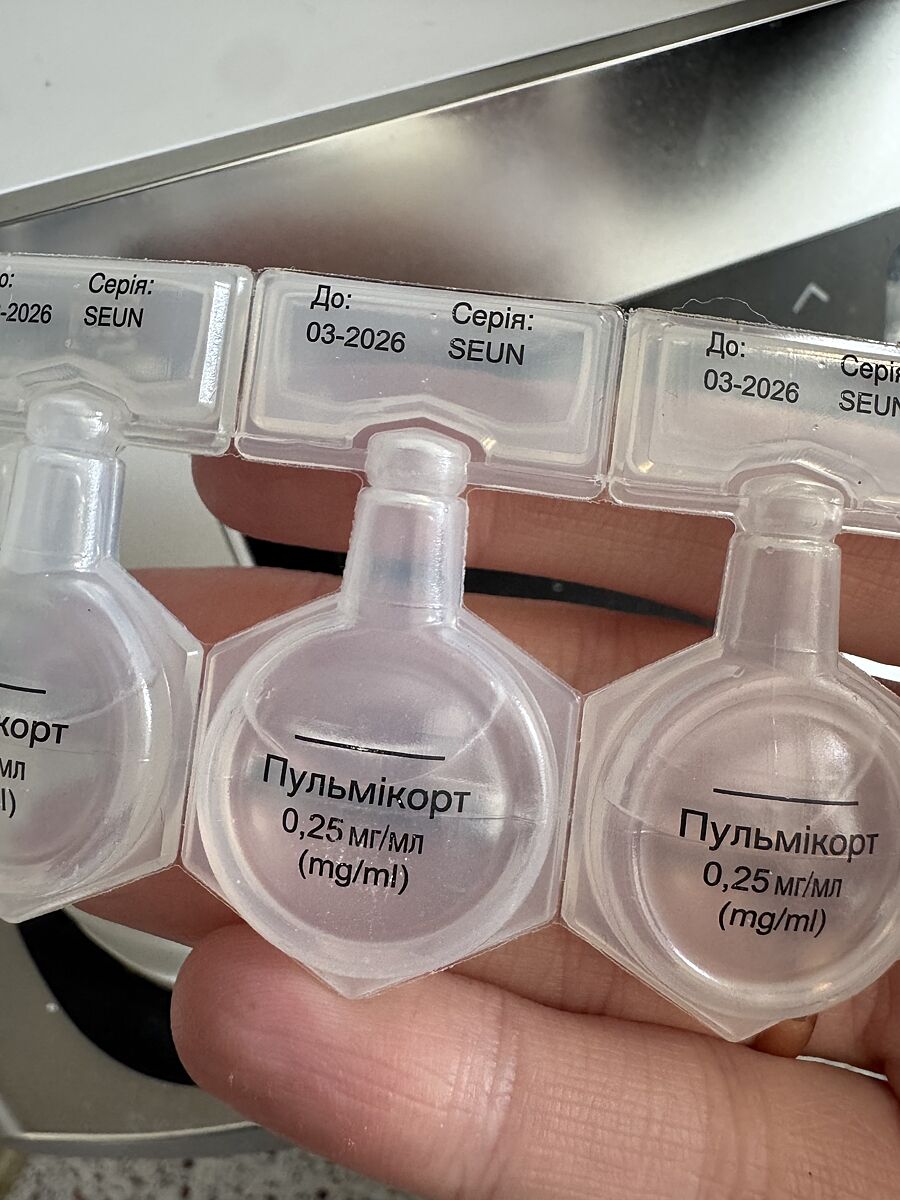 Серія:
-2026 SEUN
До: Серія:
03-2026 SEUN
До:
03-2026
Пульмікорт
0,25 мг/мл
(mg/ml)
Пульмікорт
0,25 мг/мл
(mg/ml)